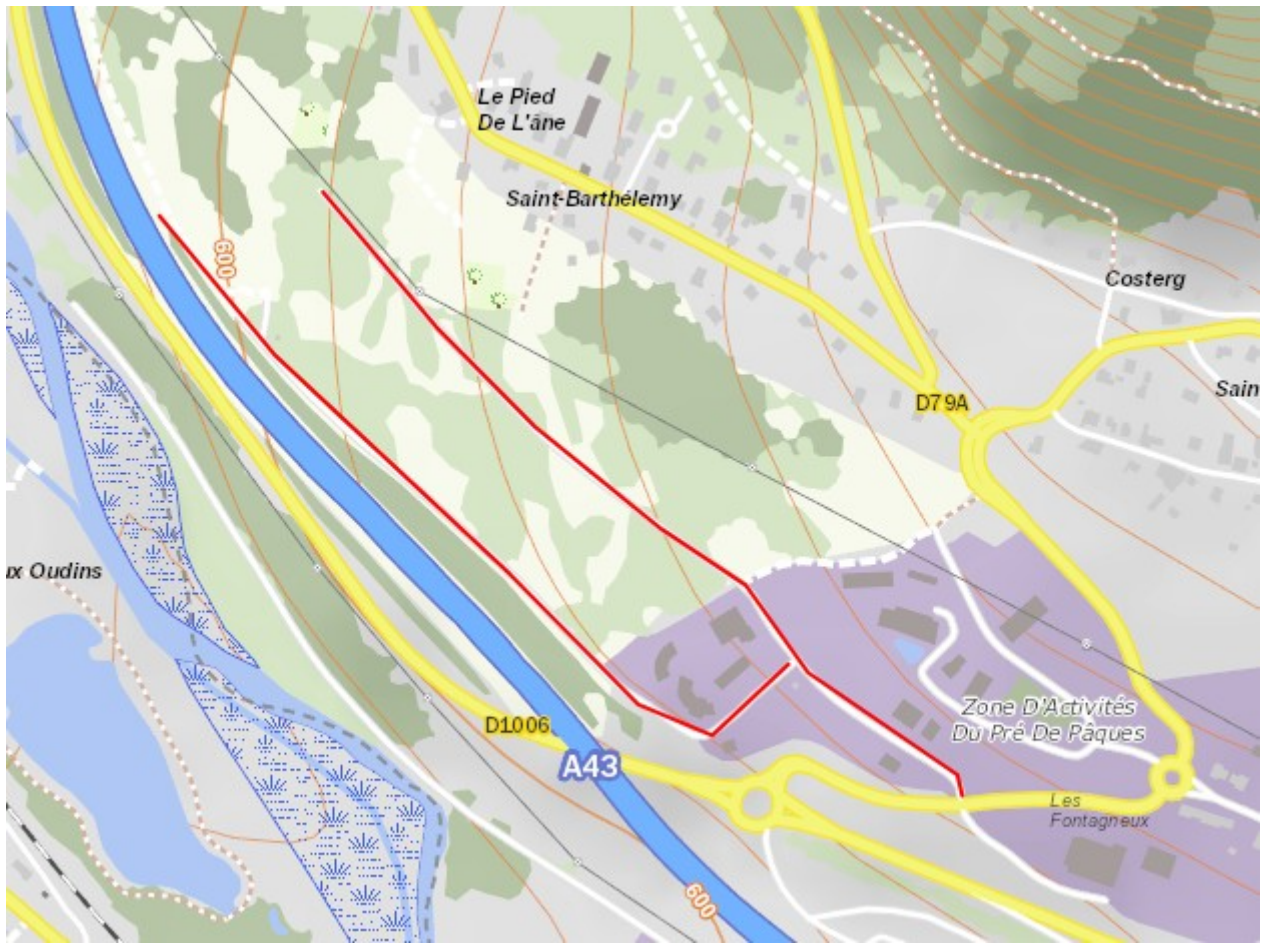 Le Pied
De L'âne
Saint-Barthélemy
600
Costerg
D79A
Sain
ux Oudins
Zone D'Activités
Du Pré De Pâques
D1006
A43
Les
Fontagneux
600